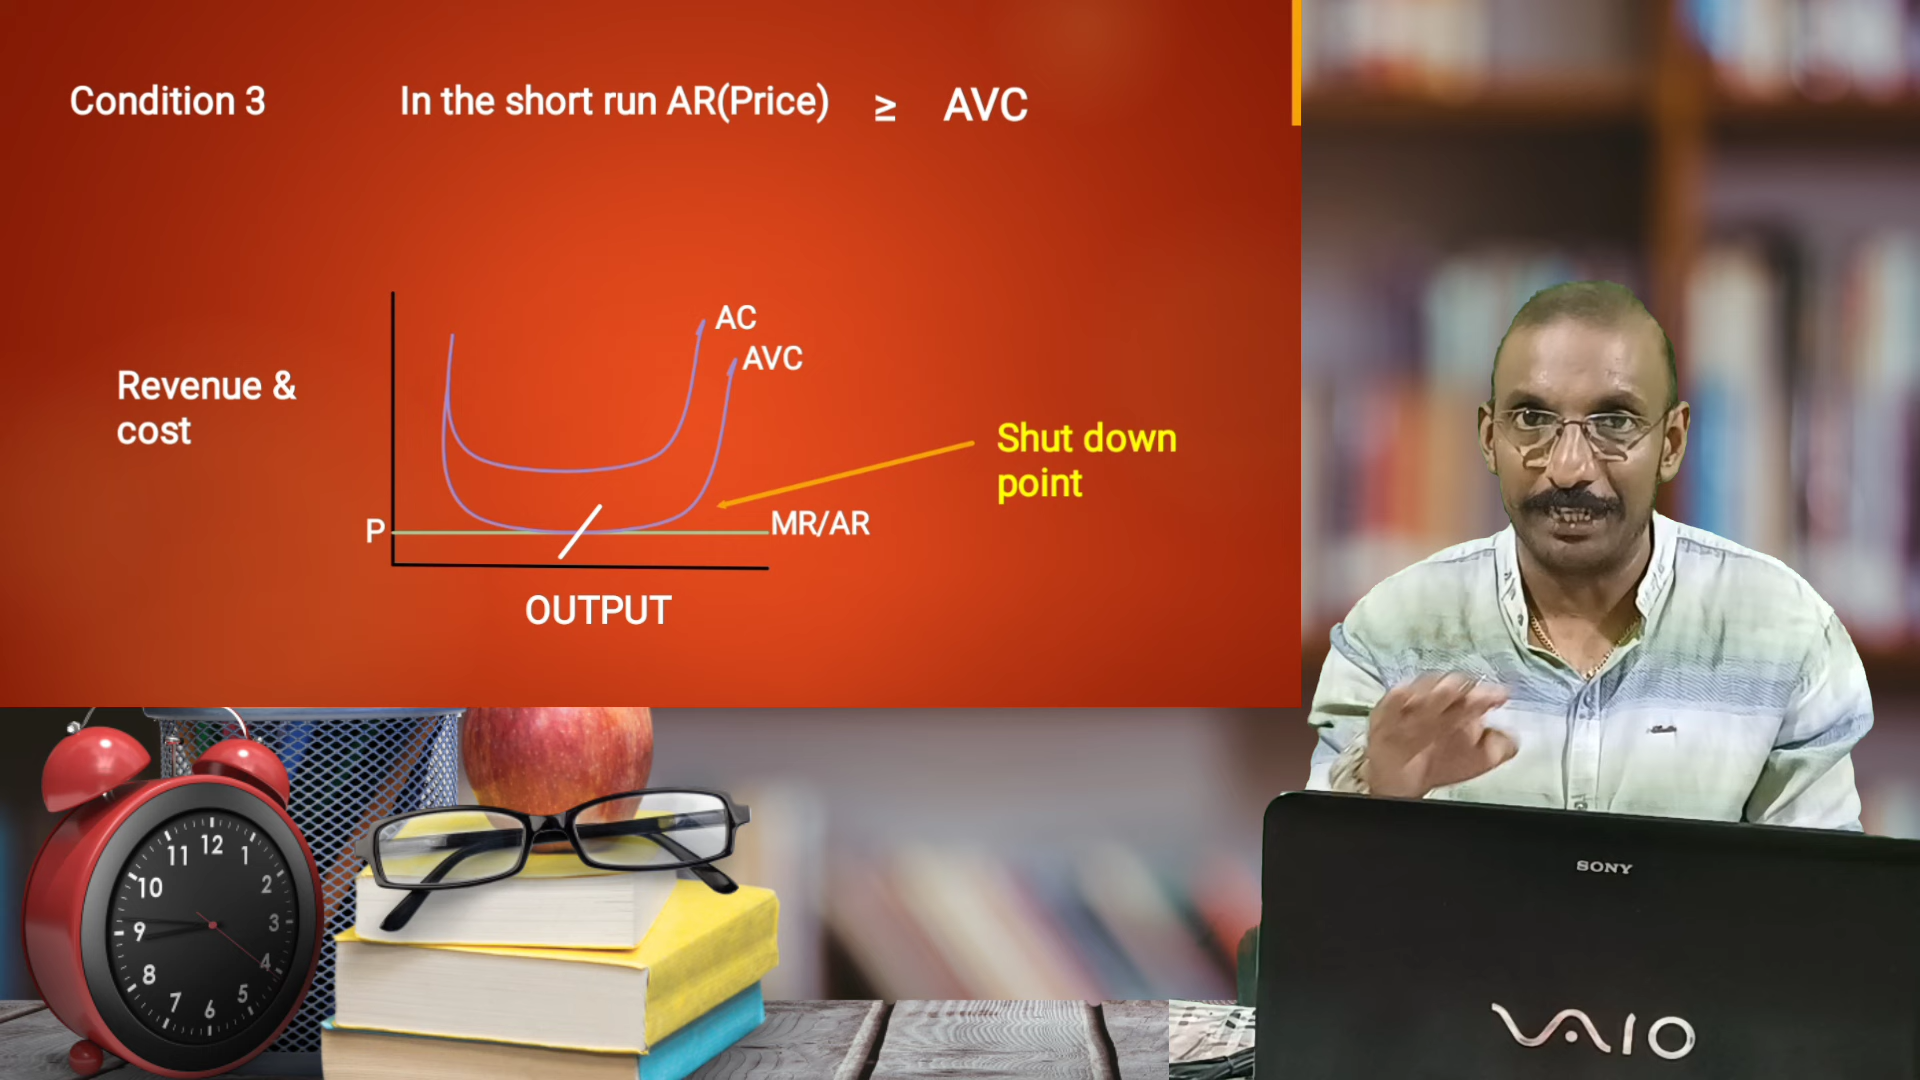 Condition 3
In the short run AR(Price) ≥ AVC
AC
AVC
Revenue &
cost
Shut down
point
P
MR/AR
OUTPUT
12
1
2
3
4
5
6
7
8
9
10
11
SONY
VAIO